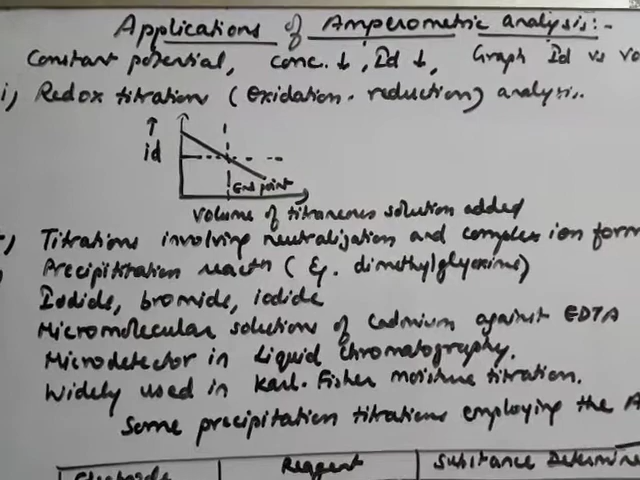 Applications of Amperometric analysis:-
Constant potential, conc. ↓, Id ↓, Graph Id vs vo
i) Redox titration (oxidation-reduction) analysis.
id
End point
volume of titraneous solution added
Titrations involving neutralization and complex ion form
Precipitation reactn (Eg. dimethylglyoxime)
Iodide, bromide, iodide
Micromolecular solutions of cadmium against EDTA
Microdetector in liquid chromatography.
Widely used in Karl-Fisher moisture titration.
Some precipitation titrations employing the A
Electrode Reagent Substance Determine